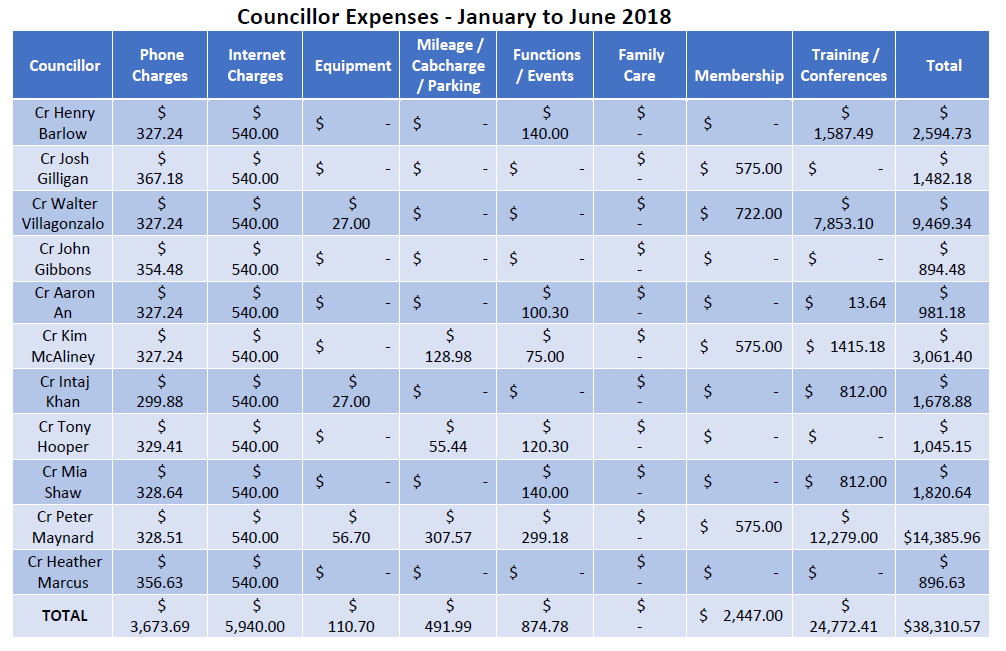 Councillor Expenses - January to June 2018
Councillor Phone Charges Internet Charges Equipment Mileage / Cabcharge / Parking Functions / Events Family Care Membership Training / Conferences Total
Cr Henry Barlow $ 327.24 $ 540.00 $ - $ - $ 140.00 $ - $ - $ 1,587.49 $ 2,594.73
Cr Josh Gilligan $ 367.18 $ 540.00 $ - $ - $ - $ - $ 575.00 $ - $ 1,482.18
Cr Walter Villagonzalo $ 327.24 $ 540.00 $ 27.00 $ - $ - $ - $ 722.00 $ 7,853.10 $ 9,469.34
Cr John Gibbons $ 354.48 $ 540.00 $ - $ - $ - $ - $ - $ - $ 894.48
Cr Aaron An $ 327.24 $ 540.00 $ - $ - $ 100.30 $ - $ - $ 13.64 $ 981.18
Cr Kim McAliney $ 327.24 $ 540.00 $ - $ 128.98 $ 75.00 $ - $ 575.00 $ 1415.18 $ 3,061.40
Cr Intaj Khan $ 299.88 $ 540.00 $ 27.00 $ - $ - $ - $ - $ 812.00 $ 1,678.88
Cr Tony Hooper $ 329.41 $ 540.00 $ - $ 55.44 $ 120.30 $ - $ - $ - $ 1,045.15
Cr Mia Shaw $ 328.64 $ 540.00 $ - $ - $ 140.00 $ - $ - $ 812.00 $ 1,820.64
Cr Peter Maynard $ 328.51 $ 540.00 $ 56.70 $ 307.57 $ 299.18 $ - $ 575.00 $ 12,279.00 $14,385.96
Cr Heather Marcus $ 356.63 $ 540.00 $ - $ - $ - $ - $ - $ - $ 896.63
TOTAL $ 3,673.69 $ 5,940.00 $ 110.70 $ 491.99 $ 874.78 $ - $ 2,447.00 $ 24,772.41 $38,310.57